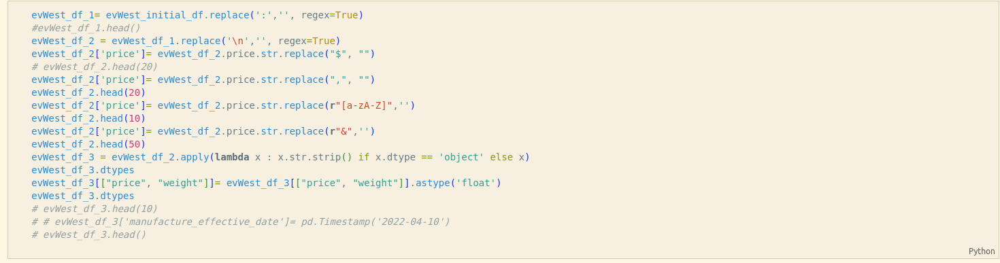 evWest_df_1= evWest_initial_df.replace(':','', regex=True)
#evWest_df_1.head()
evWest_df_2 = evWest_df_1.replace('\n','', regex=True)
evWest_df_2['price']= evWest_df_2.price.str.replace("$", "")
# evWest_df_2.head(20)
evWest_df_2['price']= evWest_df_2.price.str.replace(",", "")
evWest_df_2.head(20)
evWest_df_2['price']= evWest_df_2.price.str.replace(r"[a-zA-Z]",'')
evWest_df_2.head(10)
evWest_df_2['price']= evWest_df_2.price.str.replace(r"&",'')
evWest_df_2.head(50)
evWest_df_3 = evWest_df_2.apply(lambda x : x.str.strip() if x.dtype == 'object' else x)
evWest_df_3.dtypes
evWest_df_3[["price", "weight"]]= evWest_df_3[["price", "weight"]].astype('float')
evWest_df_3.dtypes
# evWest_df_3.head(10)
# # evWest_df_3['manufacture_effective_date']= pd.Timestamp('2022-04-10')
# evWest_df_3.head()
Python